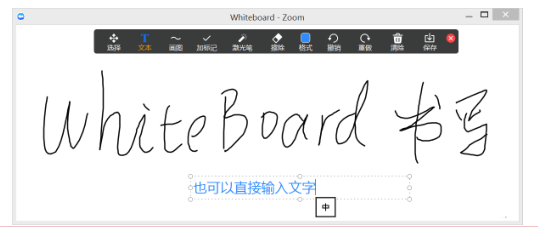 Whiteboard - Zoom
选择 文本 画图 加标记 激光笔 擦除 格式 撤销 重做 清除 保存
WhiteBoard 书写
也可以直接输入文字
中